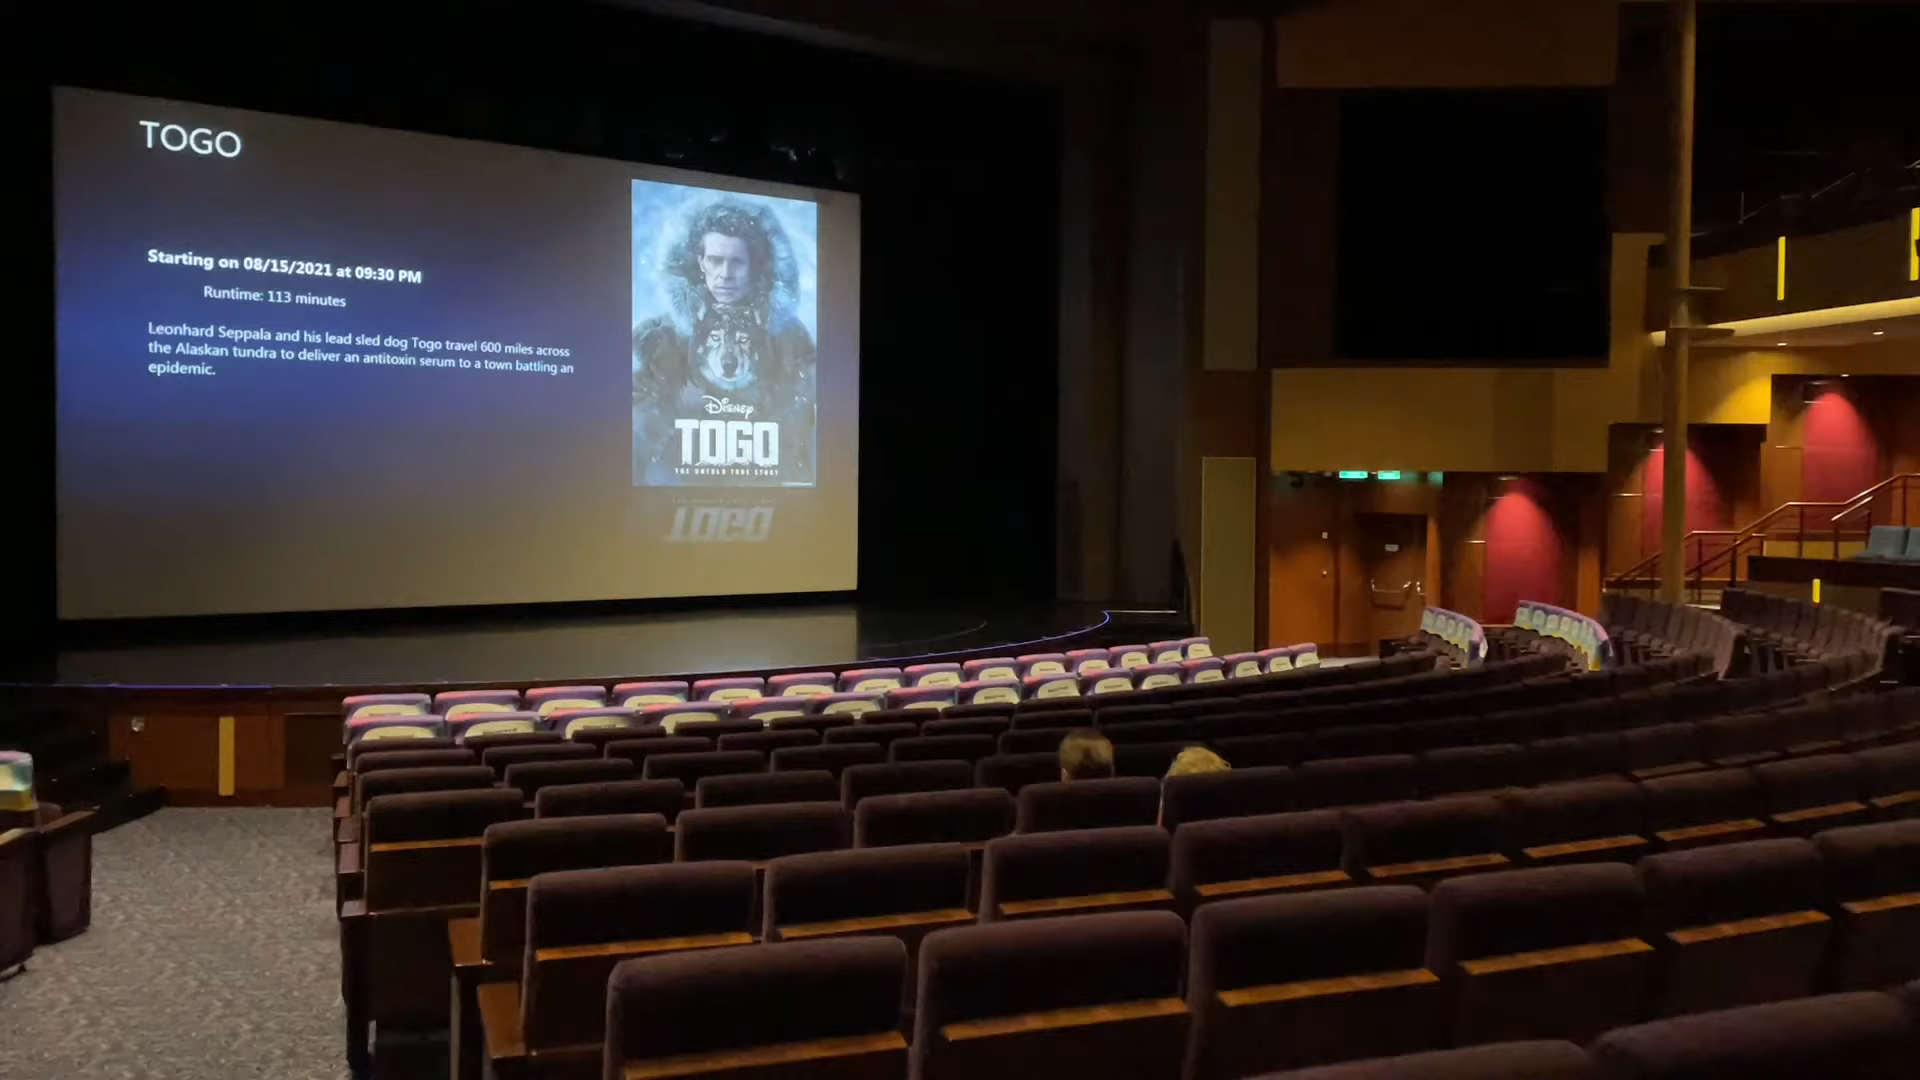 TOGO
Starting on 08/15/2021 at 09:30 PM
Runtime: 113 minutes
Leonhard Seppala and his lead sled dog Togo travel 600 miles across
the Alaskan tundra to deliver an antitoxin serum to a town battling an
epidemic.
Disney
TOGO
THE UNTOLD TRUE STORY